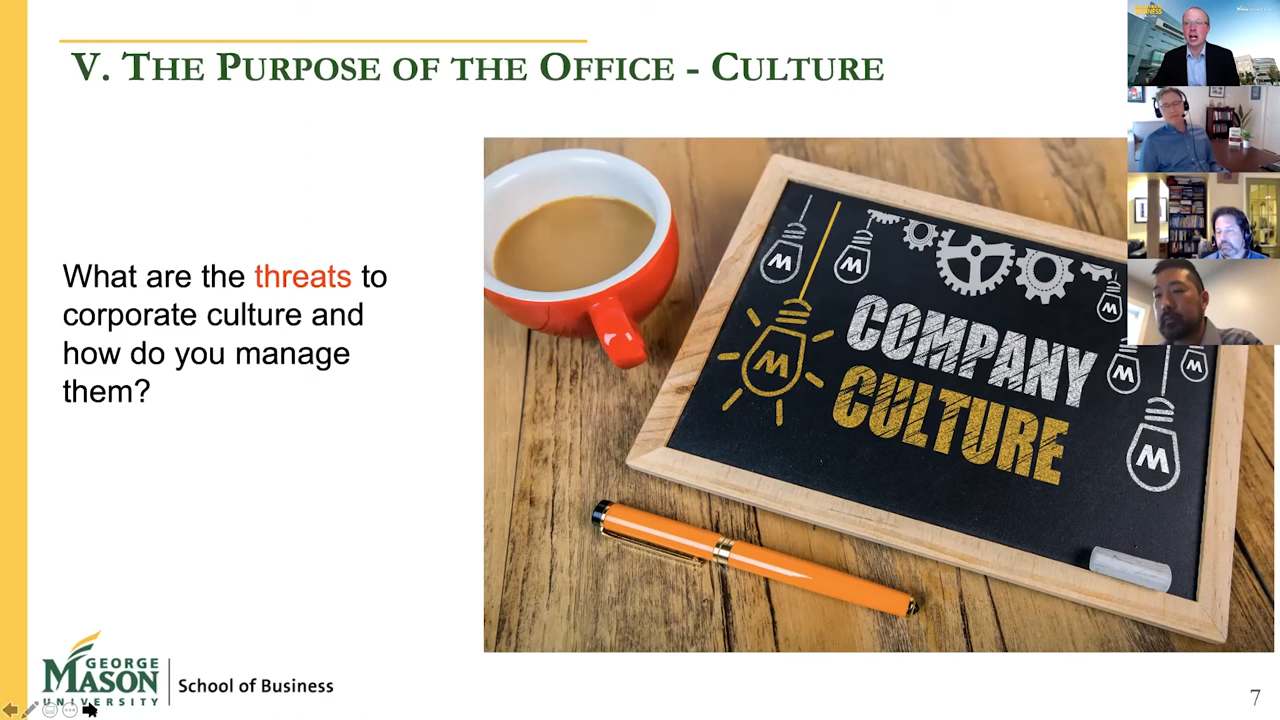 V. THE PURPOSE OF THE OFFICE - CULTURE
What are the threats to
corporate culture and
how do you manage
them?
COMPANY
CULTURE
GEORGE
MASON
UNIVERSITY
School of Business
7